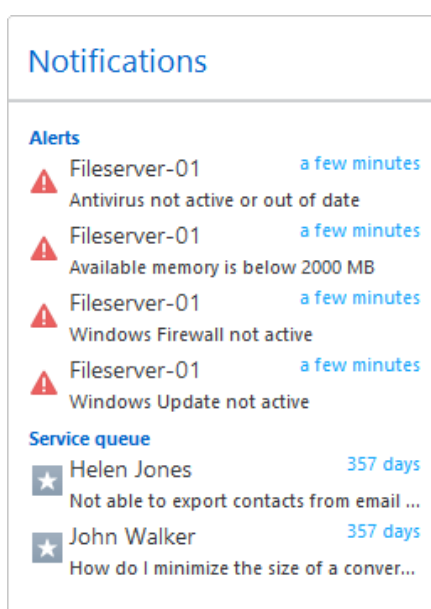 Notifications
Alerts
Fileserver-01 a few minutes
Antivirus not active or out of date
Fileserver-01 a few minutes
Available memory is below 2000 MB
Fileserver-01 a few minutes
Windows Firewall not active
Fileserver-01 a few minutes
Windows Update not active
Service queue
Helen Jones 357 days
Not able to export contacts from email ...
John Walker 357 days
How do I minimize the size of a conver...